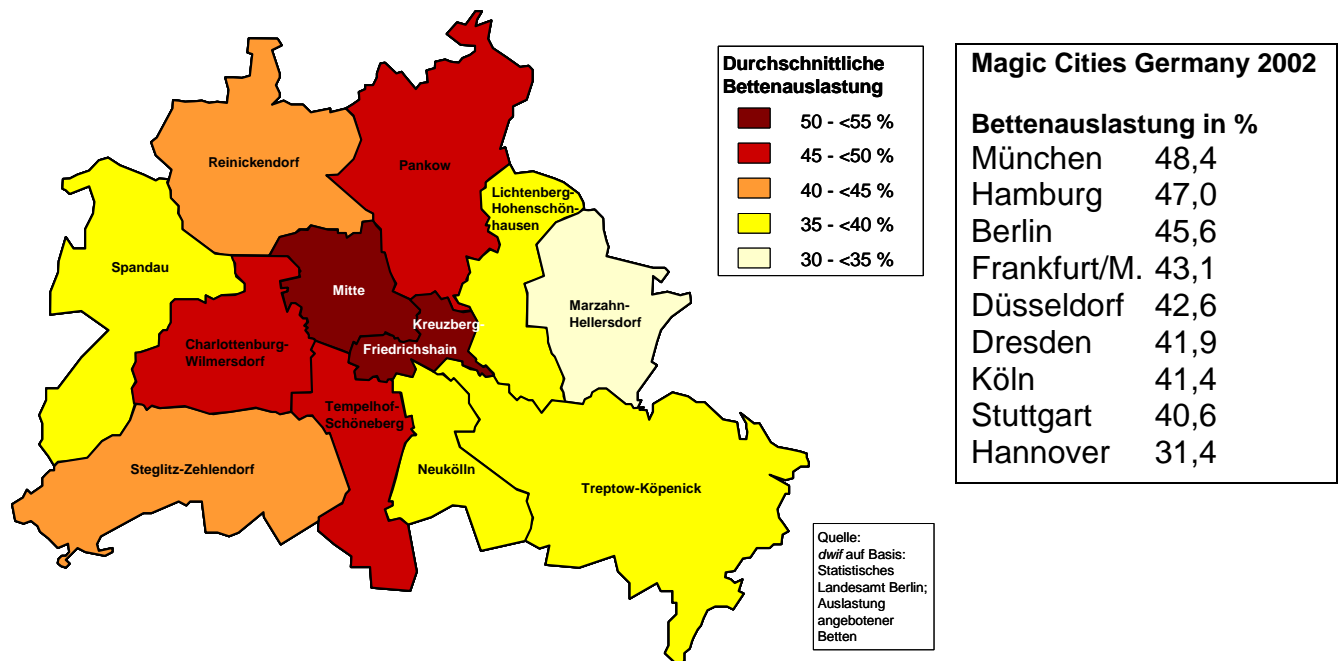 Durchschnittliche
Bettenauslastung
50 - <55 %
45 - <50 %
40 - <45 %
35 - <40 %
30 - <35 %
Magic Cities Germany 2002
Bettenauslastung in %
München 48,4
Hamburg 47,0
Berlin 45,6
Frankfurt/M. 43,1
Düsseldorf 42,6
Dresden 41,9
Köln 41,4
Stuttgart 40,6
Hannover 31,4
Reinickendorf
Pankow
Lichtenberg-
Hohenschön-
hausen
Spandau
Mitte
Marzahn-
Hellersdorf
Kreuzberg-
Friedrichshain
Charlottenburg-
Wilmersdorf
Tempelhof-
Schöneberg
Steglitz-Zehlendorf
Neukölln
Treptow-Köpenick
Quelle:
dwif auf Basis:
Statistisches
Landesamt Berlin;
Auslastung
angebotener
Betten